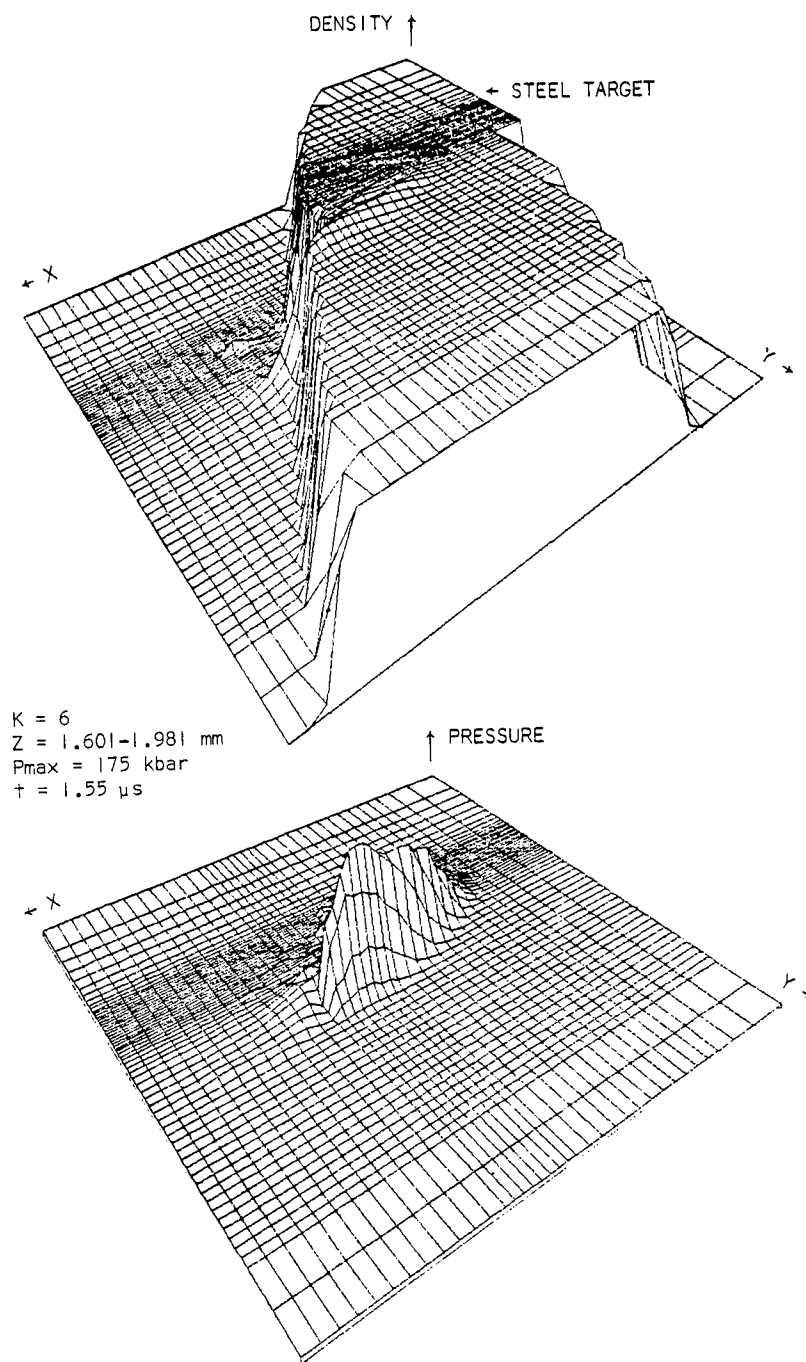 DENSITY ↑
← STEEL TARGET
← X
Y →
K = 6
Z = 1.601-1.981 mm
Pmax = 175 kbar
t = 1.55 μs
↑ PRESSURE
← X
Y →